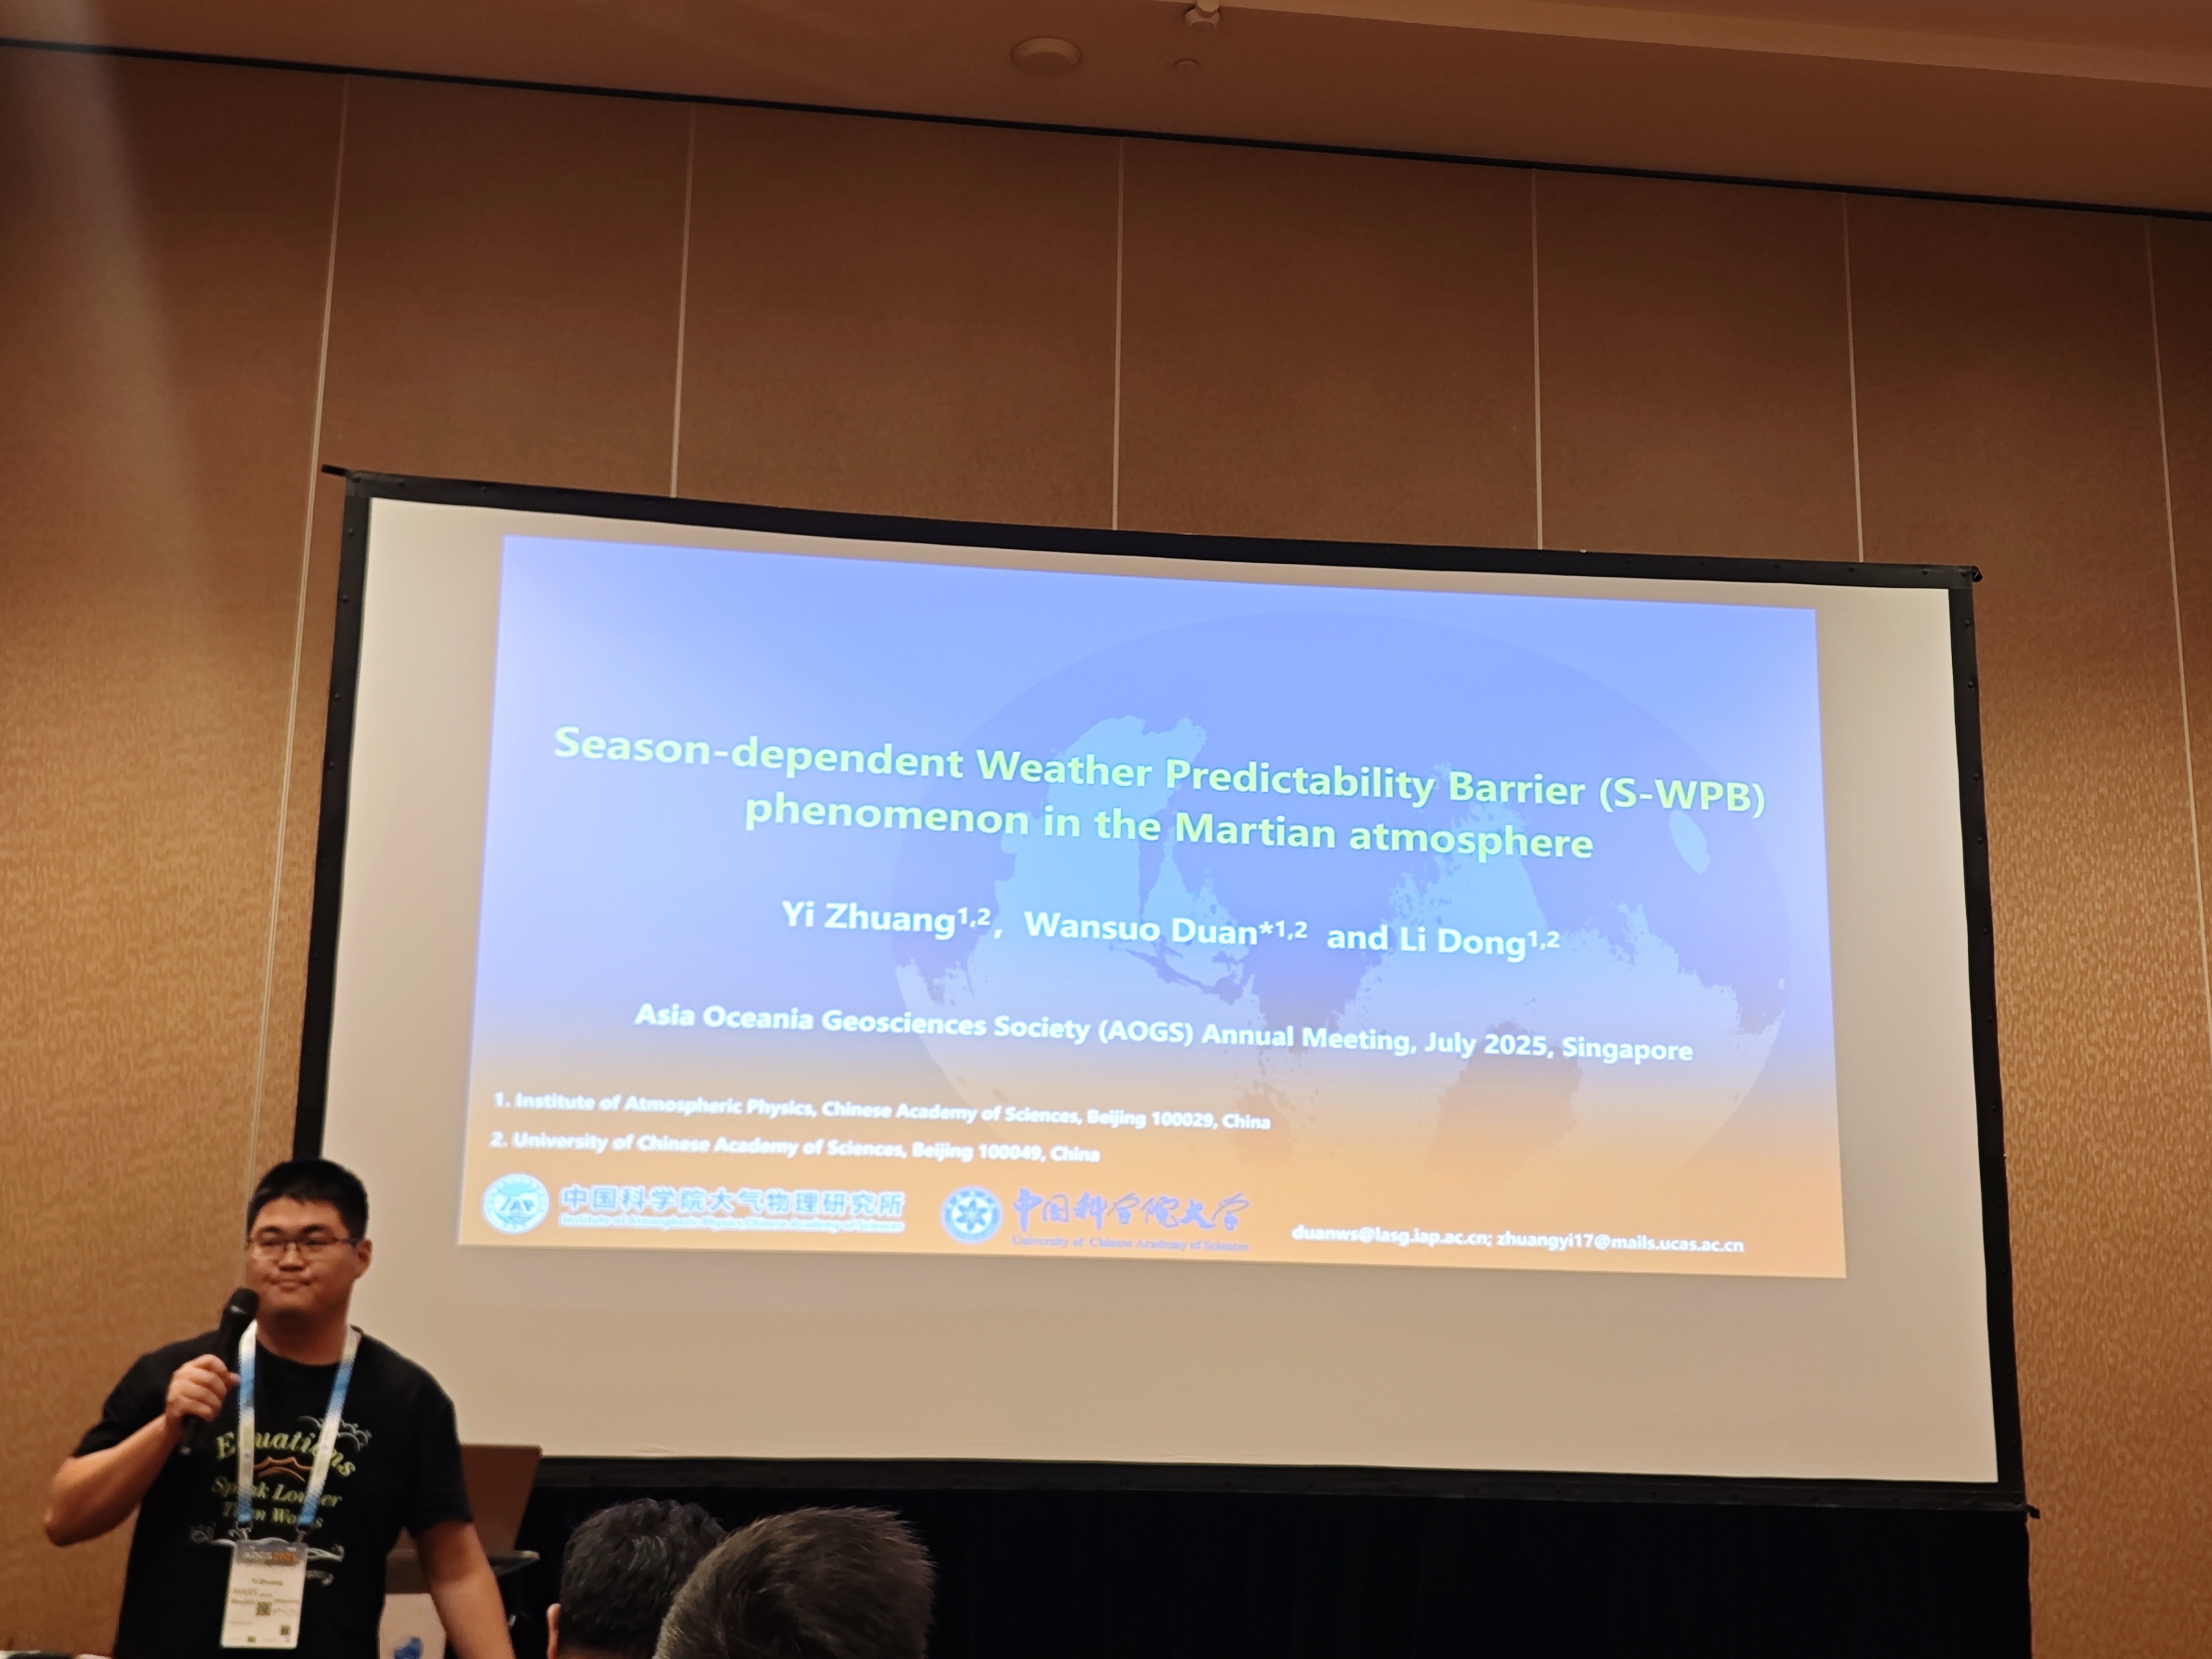 Season-dependent Weather Predictability Barrier (S-WPB)
phenomenon in the Martian atmosphere
Yi Zhuang1,2, Wansuo Duan*1,2 and Li Dong1,2
Asia Oceania Geosciences Society (AOGS) Annual Meeting, July 2025, Singapore
1. Institute of Atmospheric Physics, Chinese Academy of Sciences, Beijing 100029, China
2. University of Chinese Academy of Sciences, Beijing 100049, China
IAP
中国科学院大气物理研究所
Institute of Atmospheric Physics, Chinese Academy of Sciences
中国科学院大学
University of Chinese Academy of Sciences
duanws@lasg.iap.ac.cn; zhuangyi17@mails.ucas.ac.cn
Equations
Speak Louder
Than Words
AOGS2025
Yi Zhuang